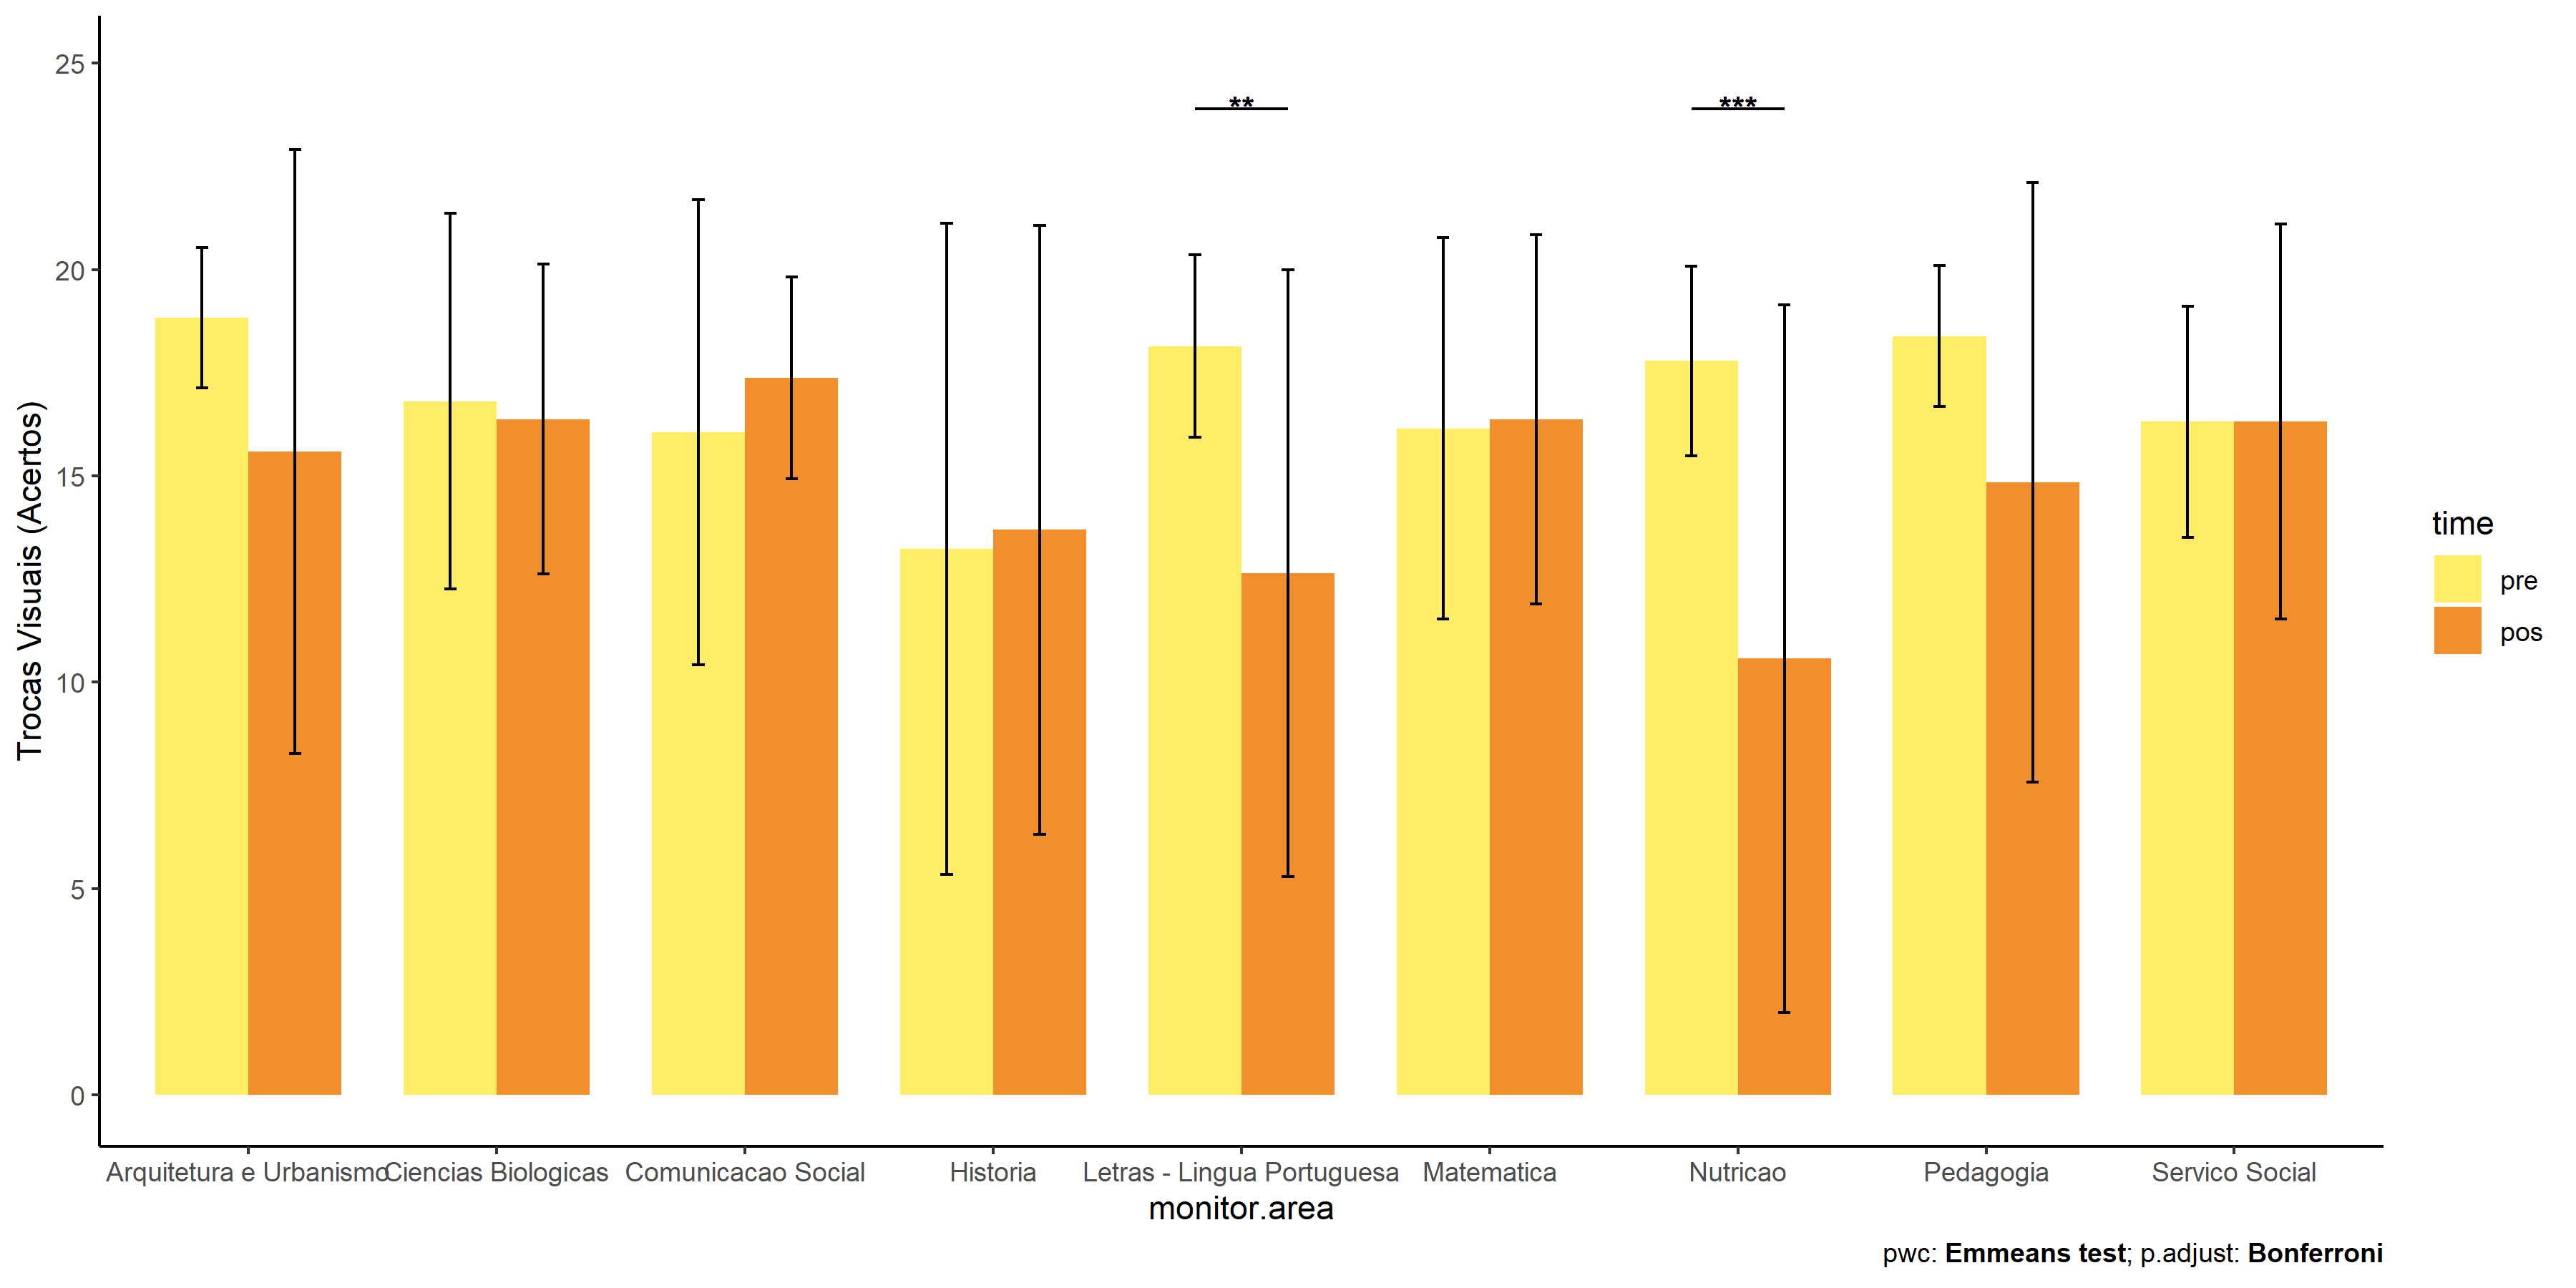 25
20
15
10
5
0
Trocas Visuais (Acertos)
**
***
Arquitetura e Urbanismo
Ciencias Biologicas
Comunicacao Social
Historia
Letras - Lingua Portuguesa
Matematica
Nutricao
Pedagogia
Servico Social
monitor.area
time
pre
pos
pwc: Emmeans test; p.adjust: Bonferroni